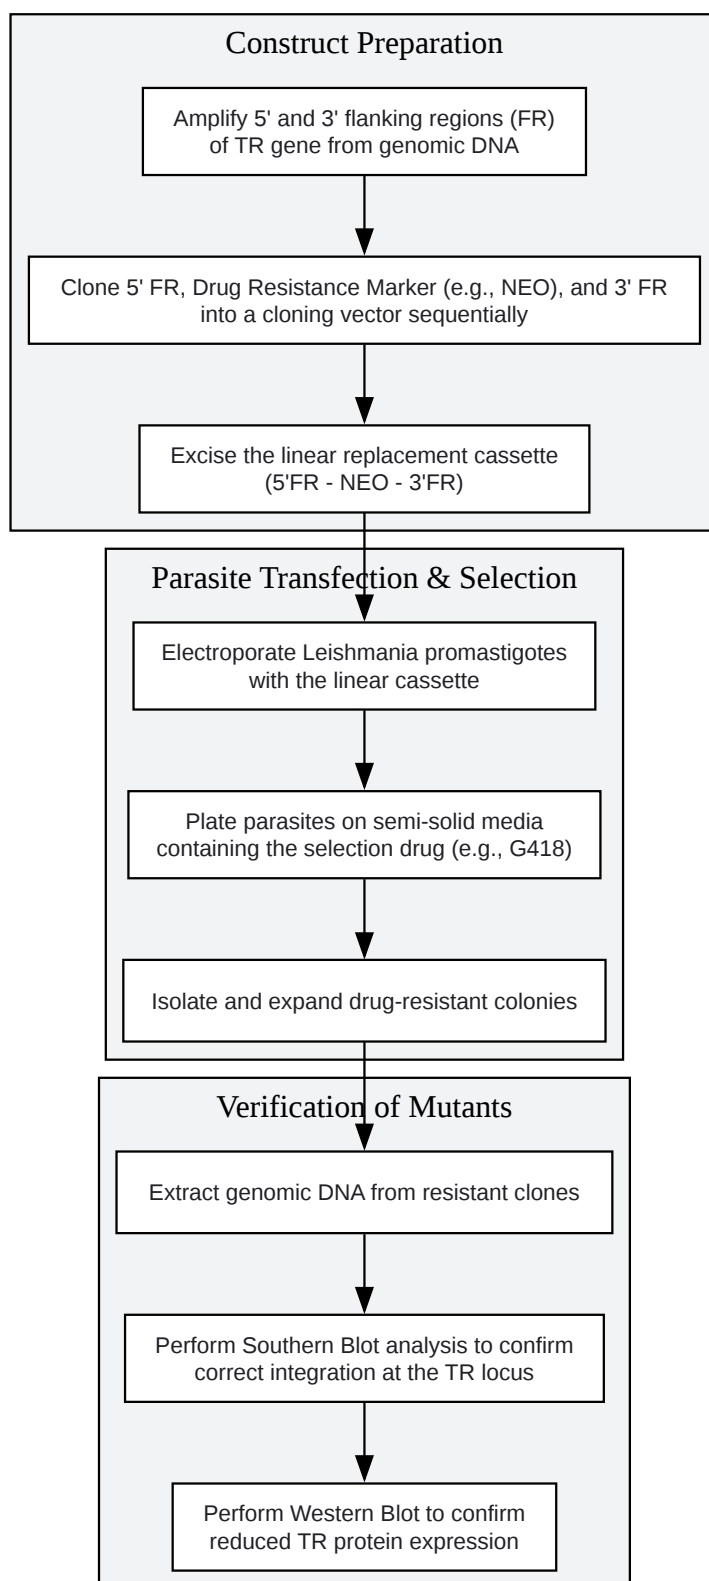 Construct Preparation
Amplify 5' and 3' flanking regions (FR)
of TR gene from genomic DNA
Clone 5' FR, Drug Resistance Marker (e.g., NEO), and 3' FR
into a cloning vector sequentially
Excise the linear replacement cassette
(5'FR - NEO - 3'FR)
Parasite Transfection & Selection
Electroporate Leishmania promastigotes
with the linear cassette
Plate parasites on semi-solid media
containing the selection drug (e.g., G418)
Isolate and expand drug-resistant colonies
Verification of Mutants
Extract genomic DNA from resistant clones
Perform Southern Blot analysis to confirm
correct integration at the TR locus
Perform Western Blot to confirm
reduced TR protein expression